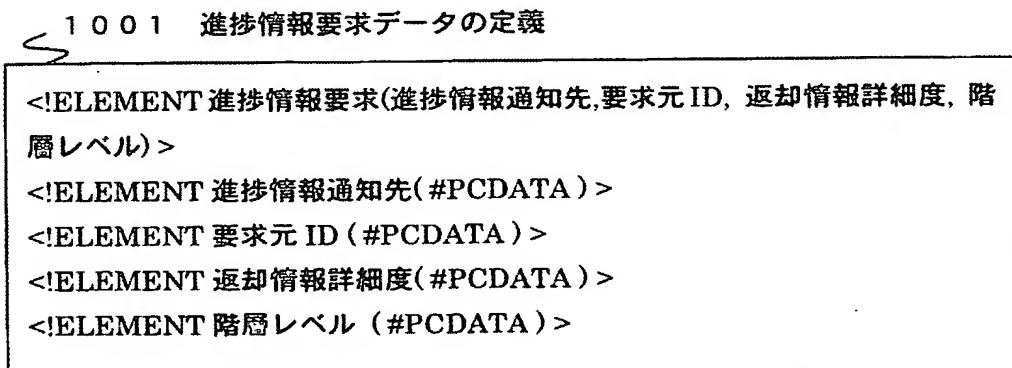 １００１ 進捗情報要求データの定義
<!ELEMENT 進捗情報要求(進捗情報通知先,要求元 ID, 返却情報詳細度, 階
層レベル) >
<!ELEMENT 進捗情報通知先( #PCDATA ) >
<!ELEMENT 要求元 ID ( #PCDATA ) >
<!ELEMENT 返却情報詳細度( #PCDATA ) >
<!ELEMENT 階層レベル ( #PCDATA ) >